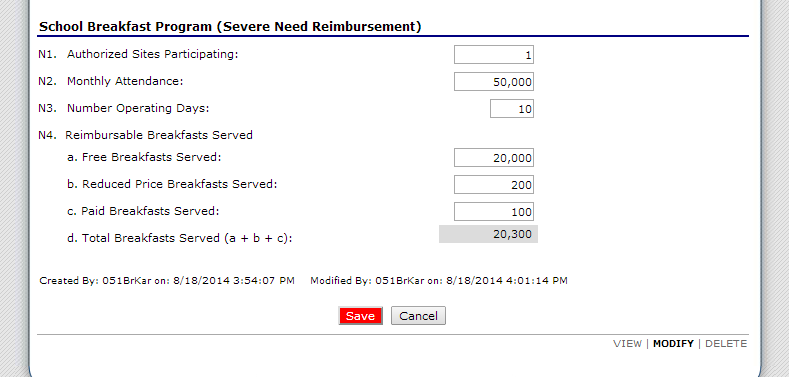 School Breakfast Program (Severe Need Reimbursement)
N1. Authorized Sites Participating: 1
N2. Monthly Attendance: 50,000
N3. Number Operating Days: 10
N4. Reimbursable Breakfasts Served
a. Free Breakfasts Served: 20,000
b. Reduced Price Breakfasts Served: 200
c. Paid Breakfasts Served: 100
d. Total Breakfasts Served (a + b + c): 20,300
Created By: 051BrKar on: 8/18/2014 3:54:07 PM Modified By: 051BrKar on: 8/18/2014 4:01:14 PM
Save Cancel
VIEW | MODIFY | DELETE